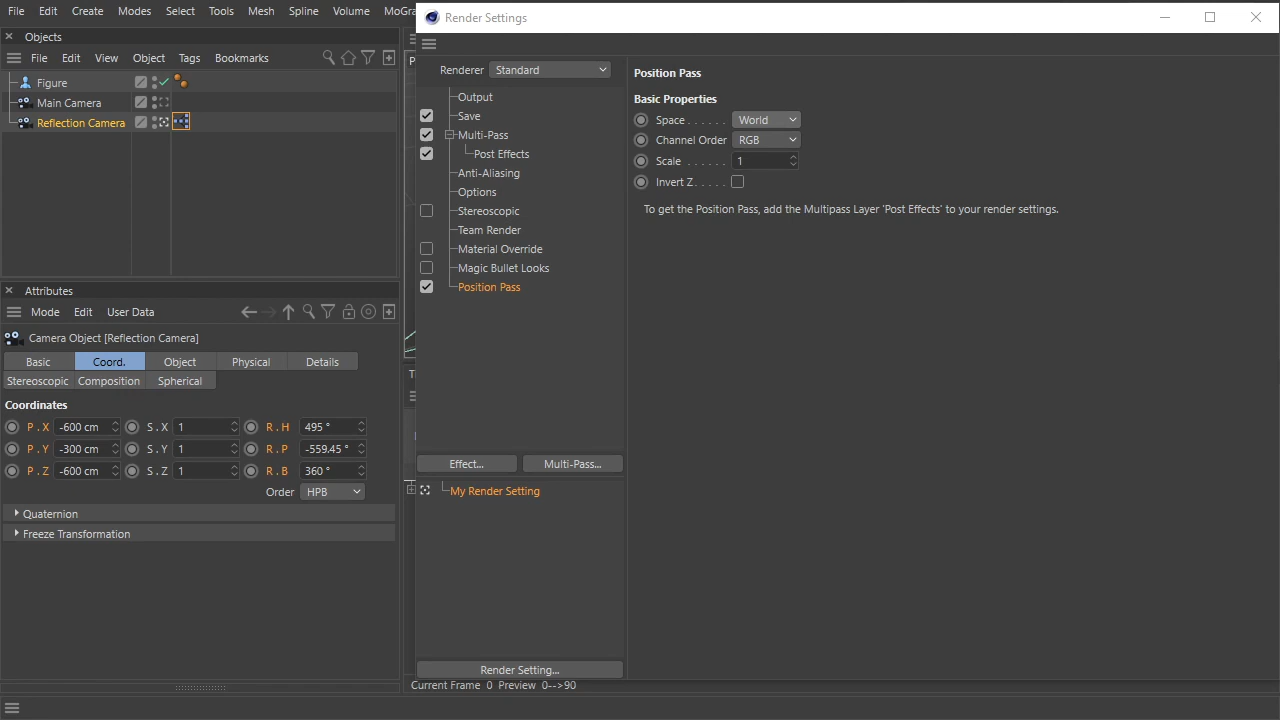 File Edit Create Modes Select Tools Mesh Spline Volume MoGra
Render Settings
Objects
File Edit View Object Tags Bookmarks
Figure
Main Camera
Reflection Camera
Attributes
Mode Edit User Data
Camera Object [Reflection Camera]
Basic Coord. Object Physical Details
Stereoscopic Composition Spherical
Coordinates
P . X -600 cm S . X 1 R . H 495 °
P . Y -300 cm S . Y 1 R . P -559.45 °
P . Z -600 cm S . Z 1 R . B 360 °
Order HPB
Quaternion
Freeze Transformation
Renderer Standard
Output
Save
Multi-Pass
Post Effects
Anti-Aliasing
Options
Stereoscopic
Team Render
Material Override
Magic Bullet Looks
Position Pass
Effect... Multi-Pass...
My Render Setting
Render Setting...
Current Frame 0 Preview 0-->90
Position Pass
Basic Properties
Space . . . . . . World
Channel Order RGB
Scale . . . . . . 1
Invert Z . . . . .
To get the Position Pass, add the Multipass Layer 'Post Effects' to your render settings.